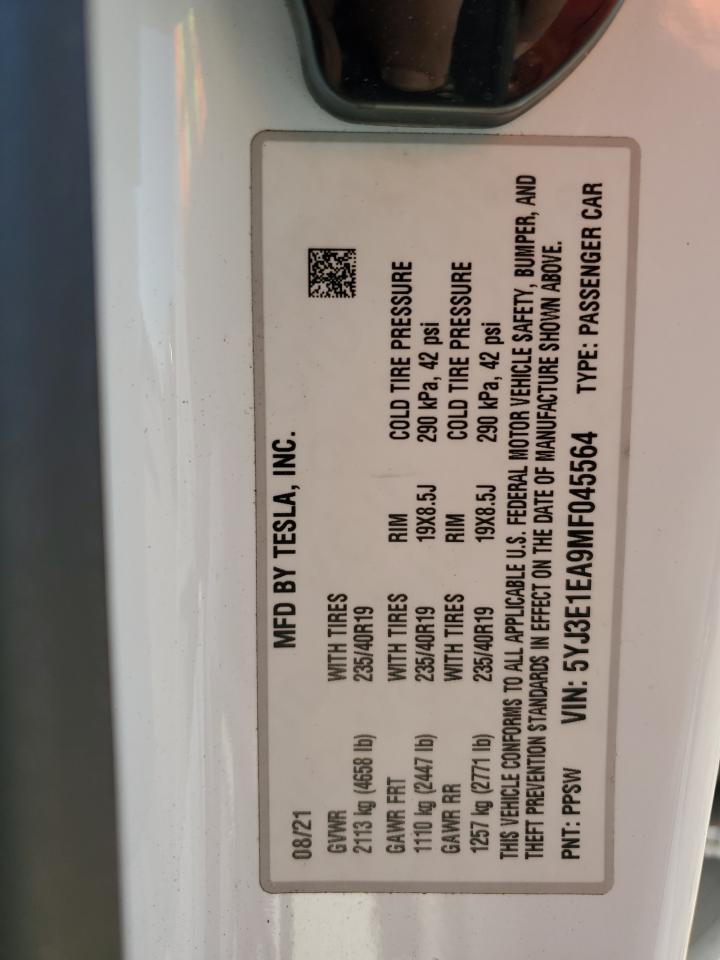 MFD BY TESLA, INC.
08/21
GVWR WITH TIRES
2113 kg (4658 lb) 235/40R19
GAWR FRT WITH TIRES RIM COLD TIRE PRESSURE
1110 kg (2447 lb) 235/40R19 19X8.5J 290 kPa, 42 psi
GAWR RR WITH TIRES RIM COLD TIRE PRESSURE
1257 kg (2771 lb) 235/40R19 19X8.5J 290 kPa, 42 psi
THIS VEHICLE CONFORMS TO ALL APPLICABLE U.S. FEDERAL MOTOR VEHICLE SAFETY, BUMPER, AND
THEFT PREVENTION STANDARDS IN EFFECT ON THE DATE OF MANUFACTURE SHOWN ABOVE.
PNT: PPSW VIN: 5YJ3E1EA9MF045564 TYPE: PASSENGER CAR